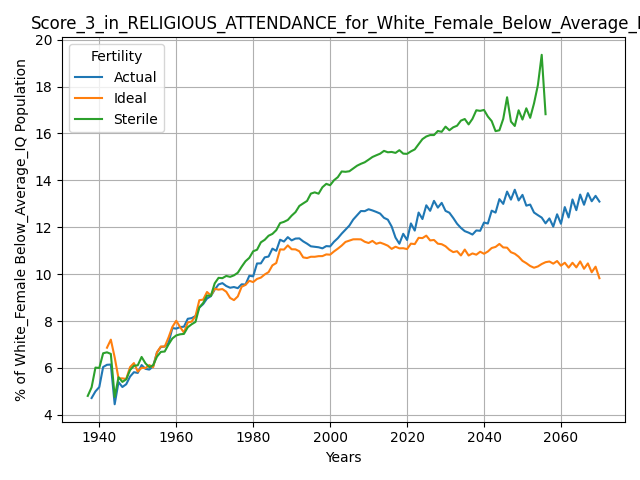 Score_3_in_RELIGIOUS_ATTENDANCE_for_White_Female_Below_Average_I
% of White_Female Below_Average_IQ Population
20
18
16
14
12
10
8
6
4
Fertility
Actual
Ideal
Sterile
1940 1960 1980 2000 2020 2040 2060
Years